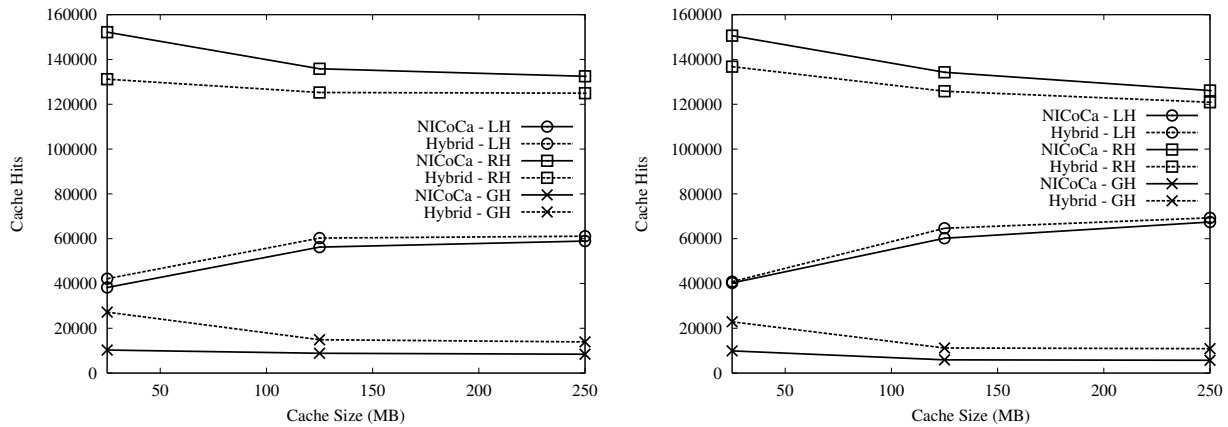 160000
140000
120000
100000
80000
60000
40000
20000
0
Cache Hits
50
100
150
200
250
Cache Size (MB)
NICoCa - LH
Hybrid - LH
NICoCa - RH
Hybrid - RH
NICoCa - GH
Hybrid - GH
160000
140000
120000
100000
80000
60000
40000
20000
0
Cache Hits
50
100
150
200
250
Cache Size (MB)
NICoCa - LH
Hybrid - LH
NICoCa - RH
Hybrid - RH
NICoCa - GH
Hybrid - GH